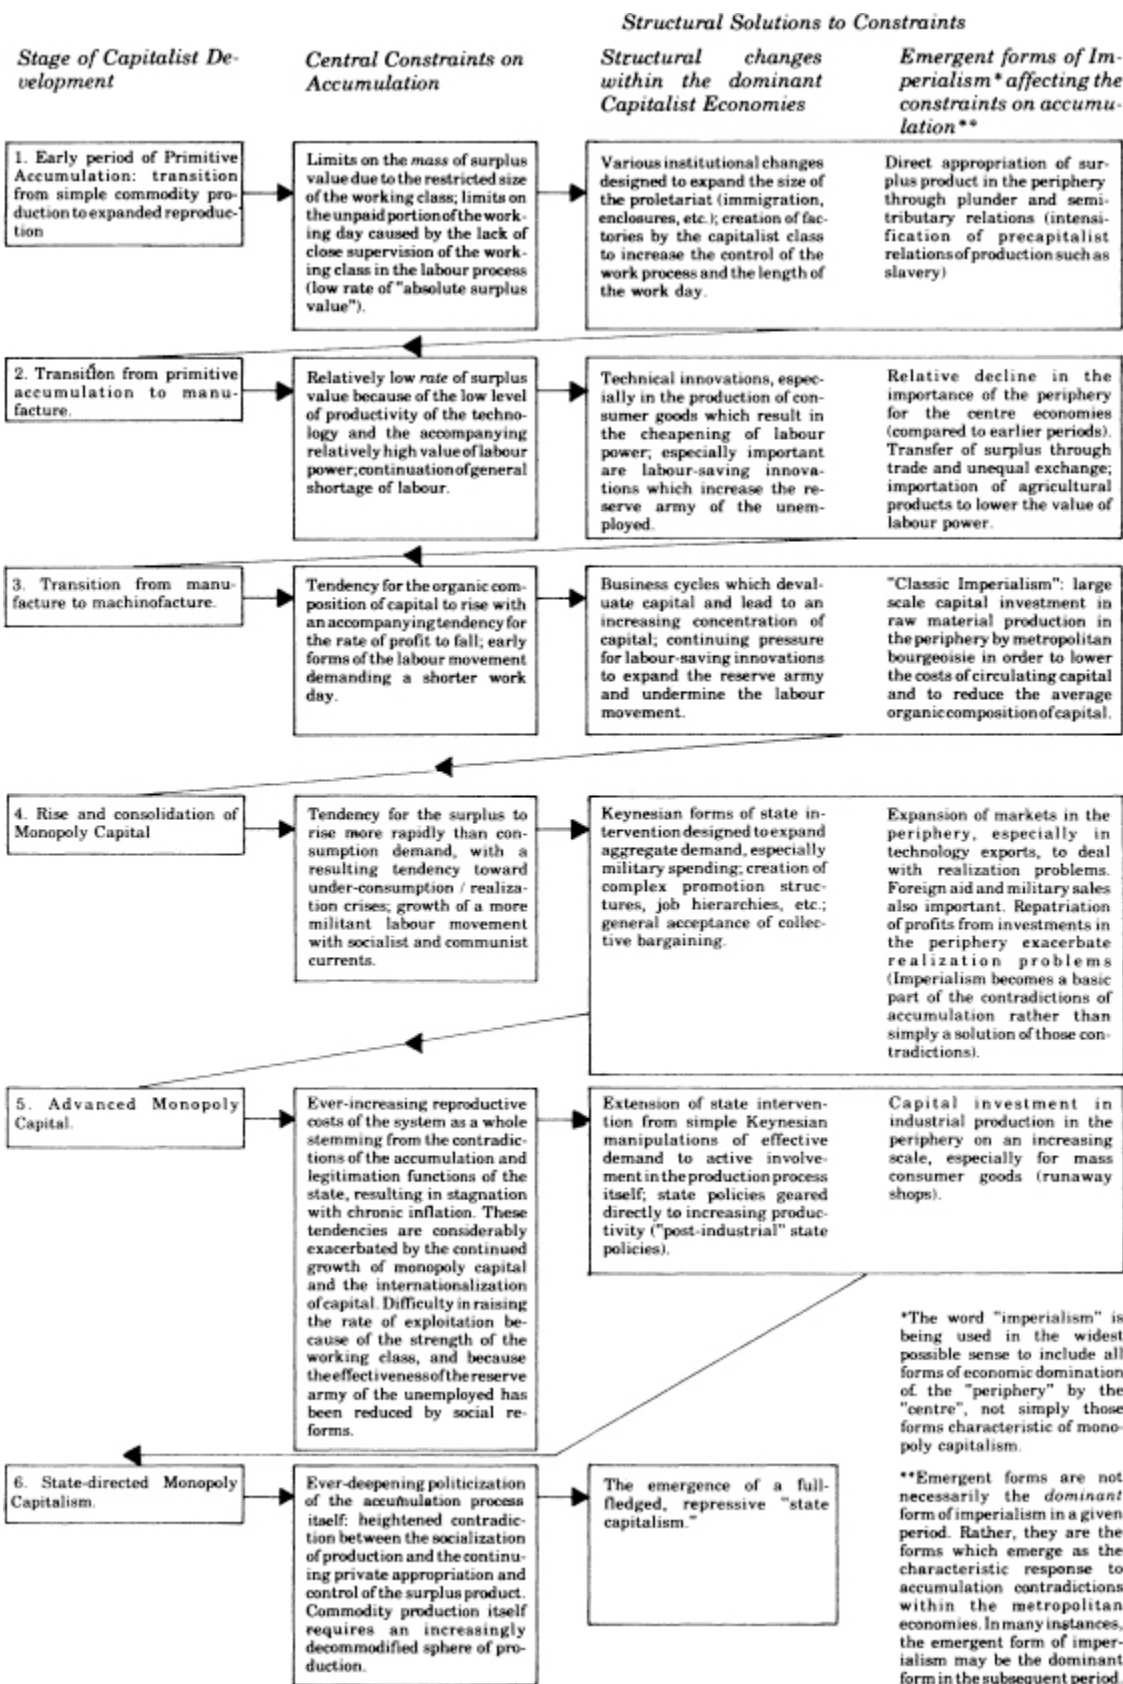 Structural Solutions to Constraints
Stage of Capitalist De-
velopment
Central Constraints on
Accumulation
Structural changes
within the dominant
Capitalist Economies
Emergent forms of Im-
perialism* affecting the
constraints on accumu-
lation**
1. Early period of Primitive
Accumulation: transition
from simple commodity pro-
duction to expanded reproduc-
tion
Limits on the mass of surplus
value due to the restricted size
of the working class; limits on
the unpaid portion of the work-
ing day caused by the lack of
close supervision of the work-
ing class in the labour process
(low rate of "absolute surplus
value").
Various institutional changes
designed to expand the size of
the proletariat (immigration,
enclosures, etc.); creation of fac-
tories by the capitalist class
to increase the control of the
work process and the length of
the work day.
Direct appropriation of sur-
plus product in the periphery
through plunder and semi-
tributary relations (intensi-
fication of precapitalist
relations of production such as
slavery)
2. Transition from primitive
accumulation to manu-
facture.
Relatively low rate of surplus
value because of the low level
of productivity of the techno-
logy and the accompanying
relatively high value of labour
power; continuation of general
shortage of labour.
Technical innovations, espec-
ially in the production of con-
sumer goods which result in
the cheapening of labour
power; especially important
are labour-saving innova-
tions which increase the re-
serve army of the unem-
ployed.
Relative decline in the
importance of the periphery
for the centre economies
(compared to earlier periods).
Transfer of surplus through
trade and unequal exchange;
importation of agricultural
products to lower the value of
labour power.
3. Transition from manu-
facture to machinofacture.
Tendency for the organic com-
position of capital to rise with
an accompanying tendency for
the rate of profit to fall; early
forms of the labour movement
demanding a shorter work
day.
Business cycles which deval-
uate capital and lead to an
increasing concentration of
capital; continuing pressure
for labour-saving innovations
to expand the reserve army
and undermine the labour
movement.
"Classic Imperialism": large
scale capital investment in
raw material production in
the periphery by metropolitan
bourgeoisie in order to lower
the costs of circulating capital
and to reduce the average
organic composition of capital.
4. Rise and consolidation of
Monopoly Capital
Tendency for the surplus to
rise more rapidly than con-
sumption demand, with a
resulting tendency toward
under-consumption / realiza-
tion crises; growth of a more
militant labour movement
with socialist and communist
currents.
Keynesian forms of state in-
tervention designed to expand
aggregate demand, especially
military spending; creation of
complex promotion struc-
tures, job hierarchies, etc.;
general acceptance of collec-
tive bargaining.
Expansion of markets in the
periphery, especially in
technology exports, to deal
with realization problems.
Foreign aid and military sales
also important. Repatriation
of profits from investments in
the periphery exacerbate
realization problems
(Imperialism becomes a basic
part of the contradictions of
accumulation rather than
simply a solution of those con-
tradictions).
5. Advanced Monopoly
Capital.
Ever-increasing reproductive
costs of the system as a whole
stemming from the contradic-
tions of the accumulation and
legitimation functions of the
state, resulting in stagnation
with chronic inflation. These
tendencies are considerably
exacerbated by the continued
growth of monopoly capital
and the internationalization
of capital. Difficulty in raising
the rate of exploitation be-
cause of the strength of the
working class, and because
the effectiveness of the reserve
army of the unemployed has
been reduced by social re-
forms.
Extension of state interven-
tion from simple Keynesian
manipulations of effective
demand to active involve-
ment in the production process
itself; state policies geared
directly to increasing produc-
tivity ("post-industrial" state
policies).
Capital investment in
industrial production in the
periphery on an increasing
scale, especially for mass
consumer goods (runaway
shops).
6. State-directed Monopoly
Capitalism.
Ever-deepening politicization
of the accumulation process
itself: heightened contradic-
tion between the socialization
of production and the continu-
ing private appropriation and
control of the surplus product.
Commodity production itself
requires an increasingly
decommodified sphere of pro-
duction.
The emergence of a full-
fledged, repressive "state
capitalism."
*The word "imperialism" is
being used in the widest
possible sense to include all
forms of economic domination
of the "periphery" by the
"centre", not simply those
forms characteristic of mono-
poly capitalism.
**Emergent forms are not
necessarily the dominant
form of imperialism in a given
period. Rather, they are the
forms which emerge as the
characteristic response to
accumulation contradictions
within the metropolitan
economies. In many instances,
the emergent form of imper-
ialism may be the dominant
form in the subsequent period.